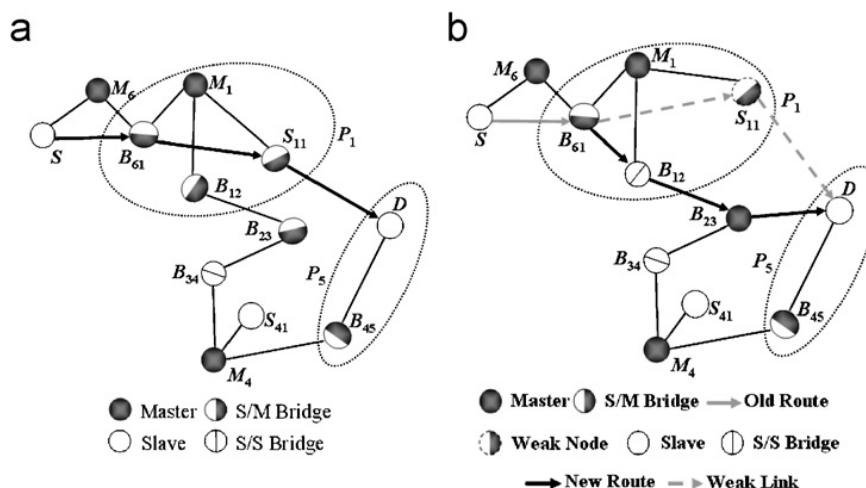 a
M6
M1
S
B61
S11
P1
B12
D
B23
B34
P5
S41
B45
M4
Master S/M Bridge
Slave S/S Bridge
b
M6
M1
S
B61
S11
P1
B12
D
B23
B34
P5
S41
B45
M4
Master S/M Bridge Old Route
Weak Node Slave S/S Bridge
New Route Weak Link